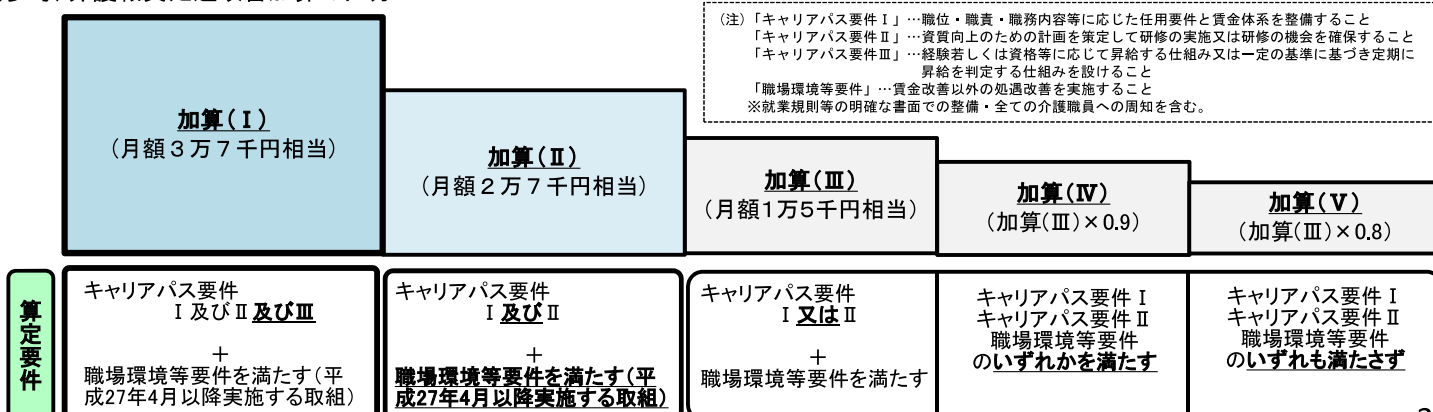 (注)「キャリアパス要件Ⅰ」…職位・職責・職務内容等に応じた任用要件と賃金体系を整備すること
「キャリアパス要件Ⅱ」…資質向上のための計画を策定して研修の実施又は研修の機会を確保すること
「キャリアパス要件Ⅲ」…経験若しくは資格等に応じて昇給する仕組み又は一定の基準に基づき定期に
昇給を判定する仕組みを設けること
「職場環境等要件」…賃金改善以外の処遇改善を実施すること
※就業規則等の明確な書面での整備・全ての介護職員への周知を含む。
加算(Ⅰ)
(月額3万7千円相当)
加算(Ⅱ)
(月額2万7千円相当)
加算(Ⅲ)
(月額1万5千円相当)
加算(Ⅳ)
(加算(Ⅲ)×0.9)
加算(Ⅴ)
(加算(Ⅲ)×0.8)
算定要件
キャリアパス要件
Ⅰ及びⅡ及びⅢ
+
職場環境等要件を満たす(平
成27年4月以降実施する取組)
キャリアパス要件
Ⅰ及びⅡ
+
職場環境等要件を満たす(平
成27年4月以降実施する取組)
キャリアパス要件
Ⅰ又はⅡ
+
職場環境等要件を満たす
キャリアパス要件Ⅰ
キャリアパス要件Ⅱ
職場環境等要件
のいずれかを満たす
キャリアパス要件Ⅰ
キャリアパス要件Ⅱ
職場環境等要件
のいずれも満たさず